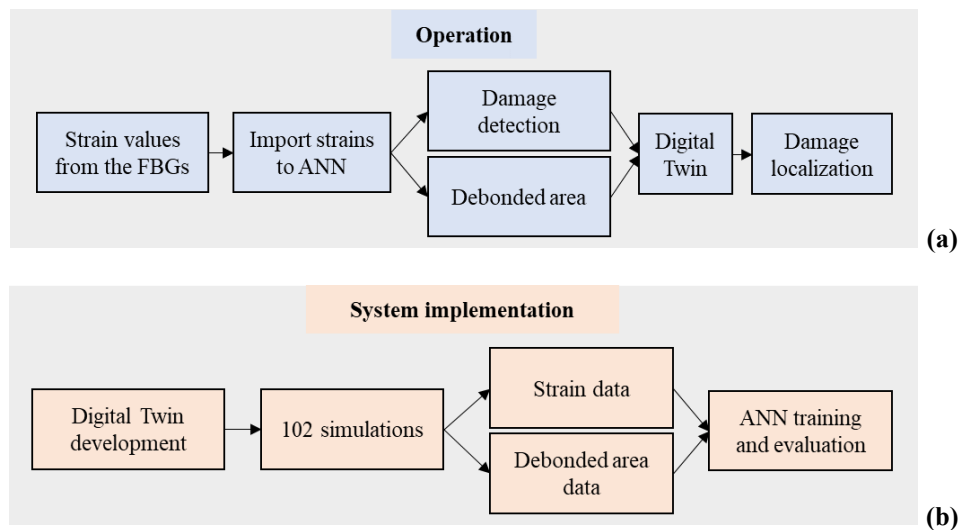 Operation
Strain values
from the FBGs
Import strains
to ANN
Damage
detection
Debonded area
Digital
Twin
Damage
localization
(a)
System implementation
Digital Twin
development
102 simulations
Strain data
Debonded area
data
ANN training
and evaluation
(b)